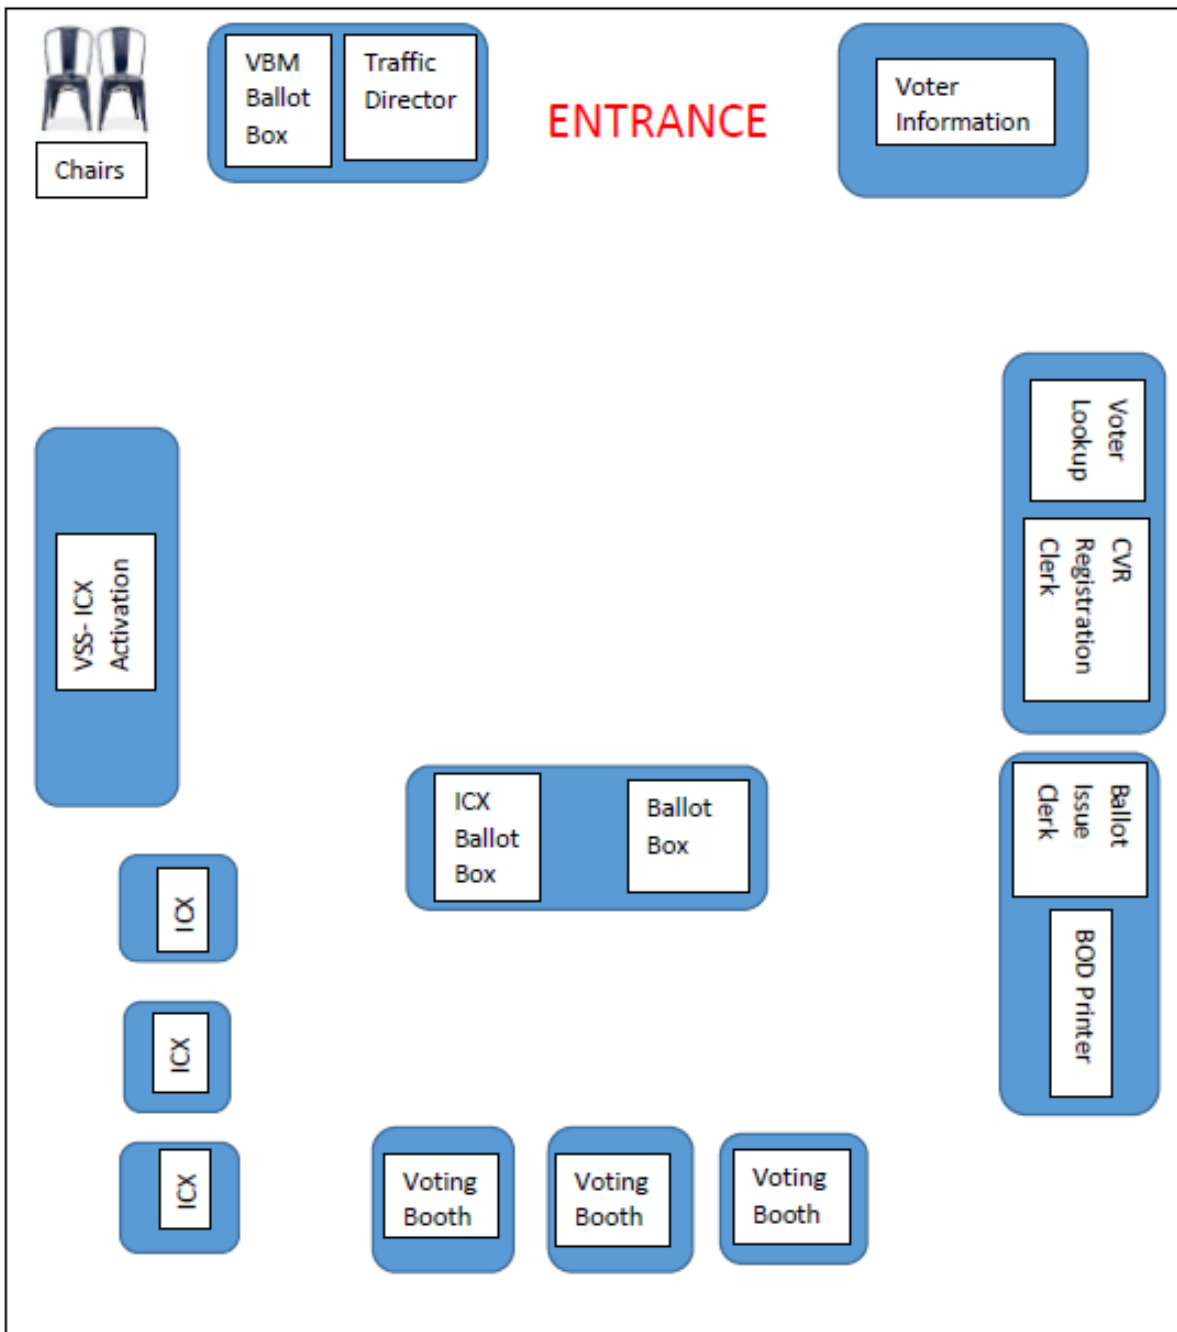 VBM
Ballot
Box
Traffic
Director
ENTRANCE
Voter
Information
Chairs
Voter
Lookup
CVR
Registration
Clerk
VSS- ICX
Activation
ICX
Ballot
Box
Ballot
Box
Ballot
Issue
Clerk
BOD Printer
ICX
ICX
ICX
Voting
Booth
Voting
Booth
Voting
Booth